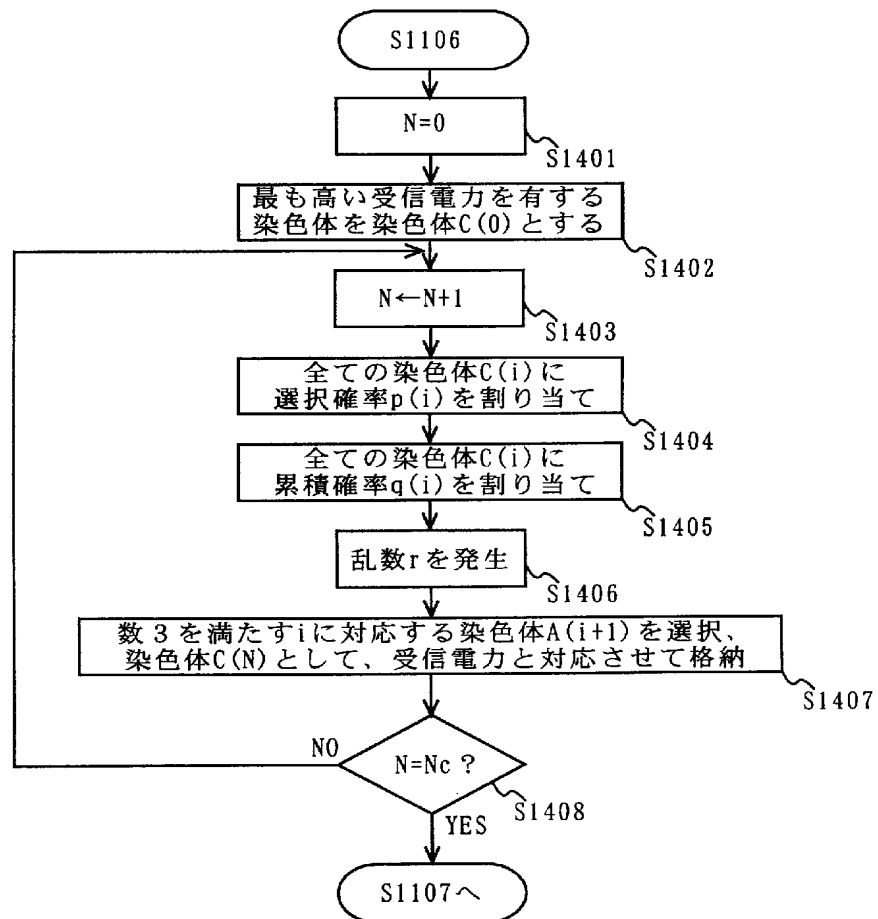 S1106
N=0
S1401
最も高い受信電力を有する
染色体を染色体C(0)とする
S1402
N←N+1
S1403
全ての染色体C(i)に
選択確率p(i)を割り当て
S1404
全ての染色体C(i)に
累積確率q(i)を割り当て
S1405
乱数rを発生
S1406
数3を満たすiに対応する染色体A(i+1)を選択、
染色体C(N)として、受信電力と対応させて格納
S1407
NO
N=Nc？
S1408
YES
S1107へ